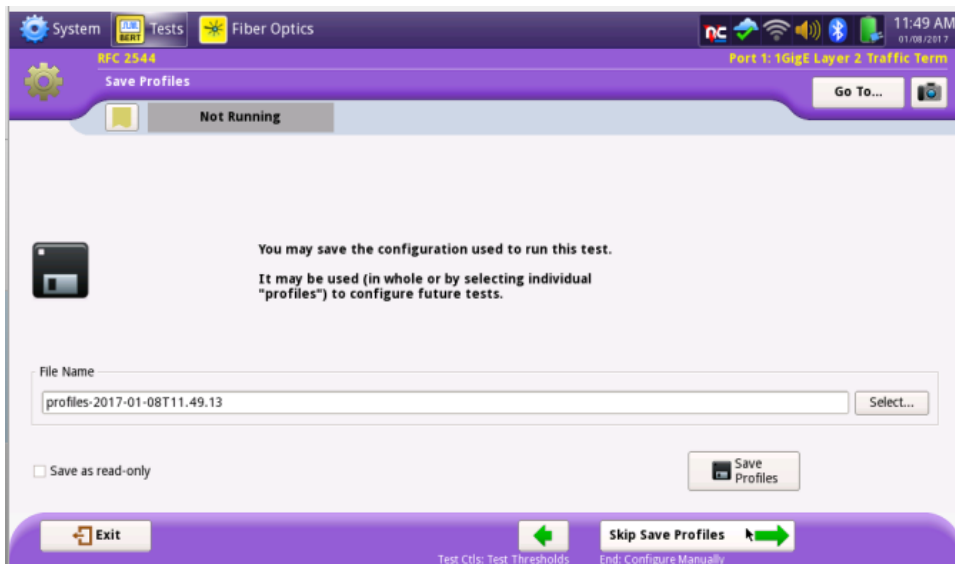 System
BERT
Tests
Fiber Optics
nc
11:49 AM
01/08/2017
RFC 2544
Port 1: 1GigE Layer 2 Traffic Term
Save Profiles
Go To...
Not Running
You may save the configuration used to run this test.
It may be used (in whole or by selecting individual
"profiles") to configure future tests.
File Name
profiles-2017-01-08T11.49.13
Select...
Save as read-only
Save
Profiles
Exit
Skip Save Profiles
Test Ctls: Test Thresholds
End: Configure Manually